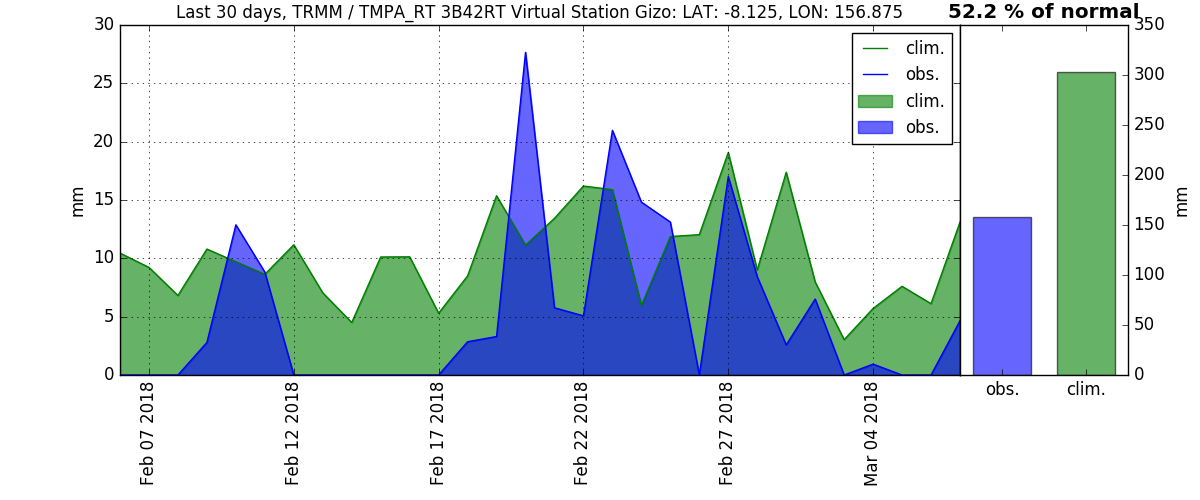 Last 30 days, TRMM / TMPA_RT 3B42RT Virtual Station Gizo: LAT: -8.125, LON: 156.875
52.2 % of normal
30
25
20
15
10
5
0
mm
clim.
obs.
clim.
obs.
Feb 07 2018
Feb 12 2018
Feb 17 2018
Feb 22 2018
Feb 27 2018
Mar 04 2018
350
300
250
200
150
100
50
0
mm
obs.
clim.